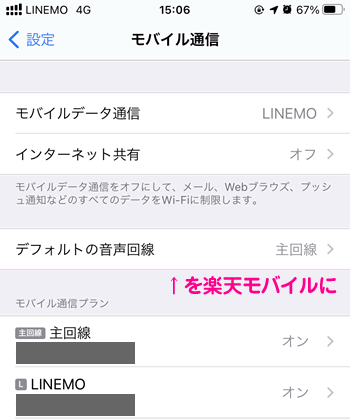 LINEMO 4G 15:06 67%
設定 モバイル通信
モバイルデータ通信 LINEMO
インターネット共有 オフ
モバイルデータ通信をオフにして、メール、Webブラウズ、プッシ
ュ通知などのすべてのデータをWi-Fiに制限します。
デフォルトの音声回線 主回線
↑を楽天モバイルに
モバイル通信プラン
主回線 主回線 オン
L LINEMO オン